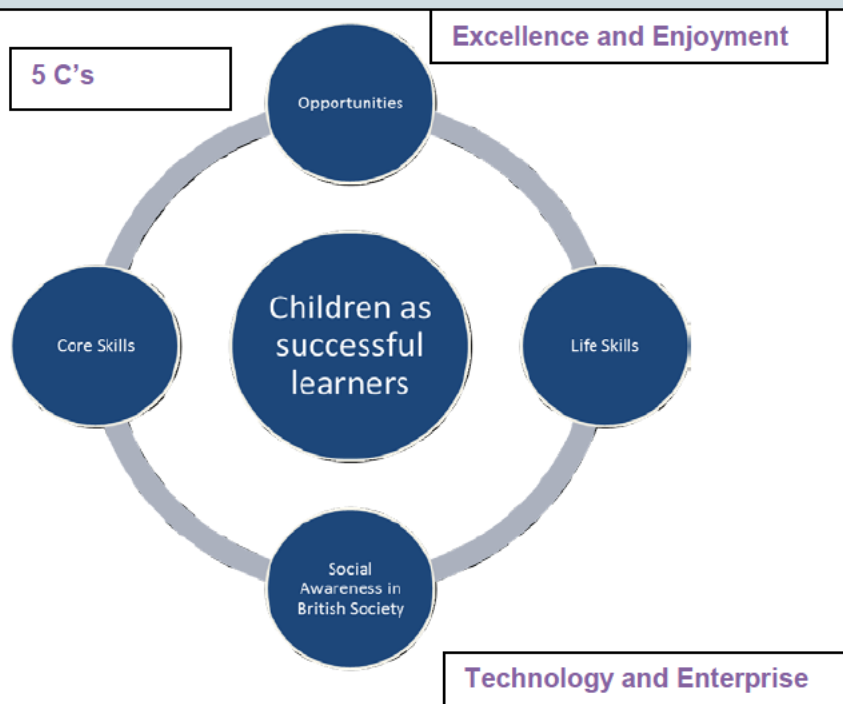 Excellence and Enjoyment
5 C's
Opportunities
Children as
successful
learners
Core Skills
Life Skills
Social
Awareness in
British Society
Technology and Enterprise